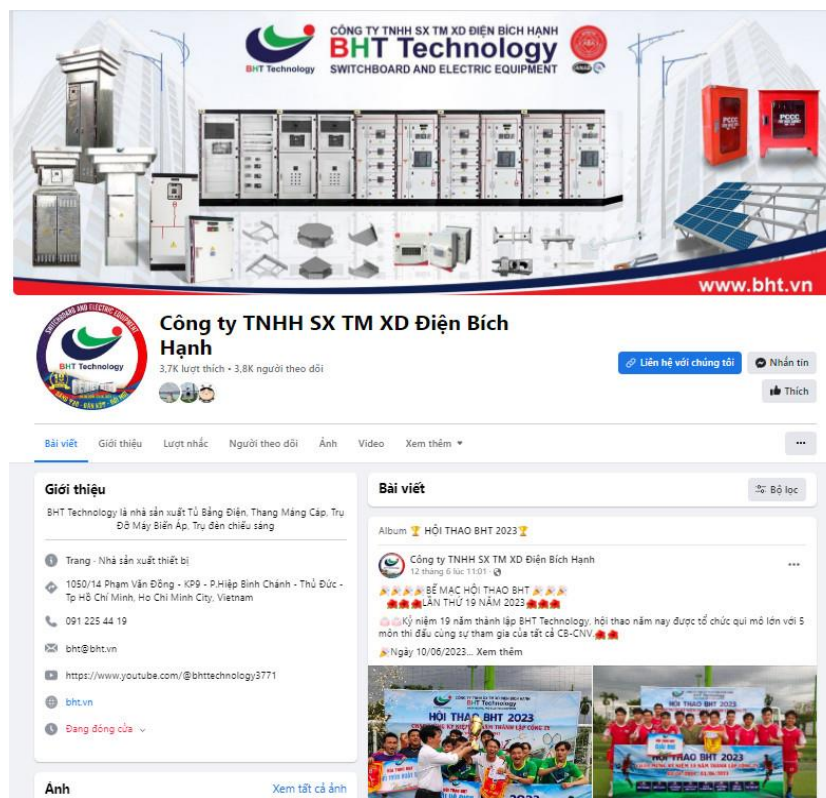 CÔNG TY TNHH SX TM XD ĐIỆN BÍCH HẠNH
BHT Technology
SWITCHBOARD AND ELECTRIC EQUIPMENT
BHT Technology
PCCC
PCCC
www.bht.vn
SWITCHBOARD AND ELECTRIC EQUIPMENT
BHT Technology
Công ty TNHH SX TM XD Điện Bích
Hạnh
3,7K lượt thích • 3,8K người theo dõi
Liên hệ với chúng tôi
Nhắn tin
Thích
Bài viết
Giới thiệu
Lượt nhắc
Người theo dõi
Ảnh
Video
Xem thêm
Giới thiệu
BHT Technology là nhà sản xuất Tủ Bảng Điện, Thang Máng Cáp, Trụ
Đỡ Máy Biến Áp, Trụ đèn chiếu sáng
Trang · Nhà sản xuất thiết bị
1050/14 Phạm Văn Đồng - KP9 - P.Hiệp Bình Chánh - Thủ Đức -
Tp Hồ Chí Minh, Ho Chi Minh City, Vietnam
091 225 44 19
bht@bht.vn
https://www.youtube.com/@bhttechnology3771
bht.vn
Đang đóng cửa
Ảnh
Xem tất cả ảnh
Bài viết
Bộ lọc
Album 🏆 HỘI THAO BHT 2023🏆
Công ty TNHH SX TM XD Điện Bích Hạnh
12 tháng 6 lúc 11:01 ·
BẾ MẠC HỘI THAO BHT
LẦN THỨ 19 NĂM 2023
Kỷ niệm 19 năm thành lập BHT Technology, hội thao năm nay được tổ chức qui mô lớn với 5
môn thi đấu cùng sự tham gia của tất cả CB-CNV.
Ngày 10/06/2023... Xem thêm
BHT Technology
HỘI THAO BHT 2023
HỘI THAO BHT 2023